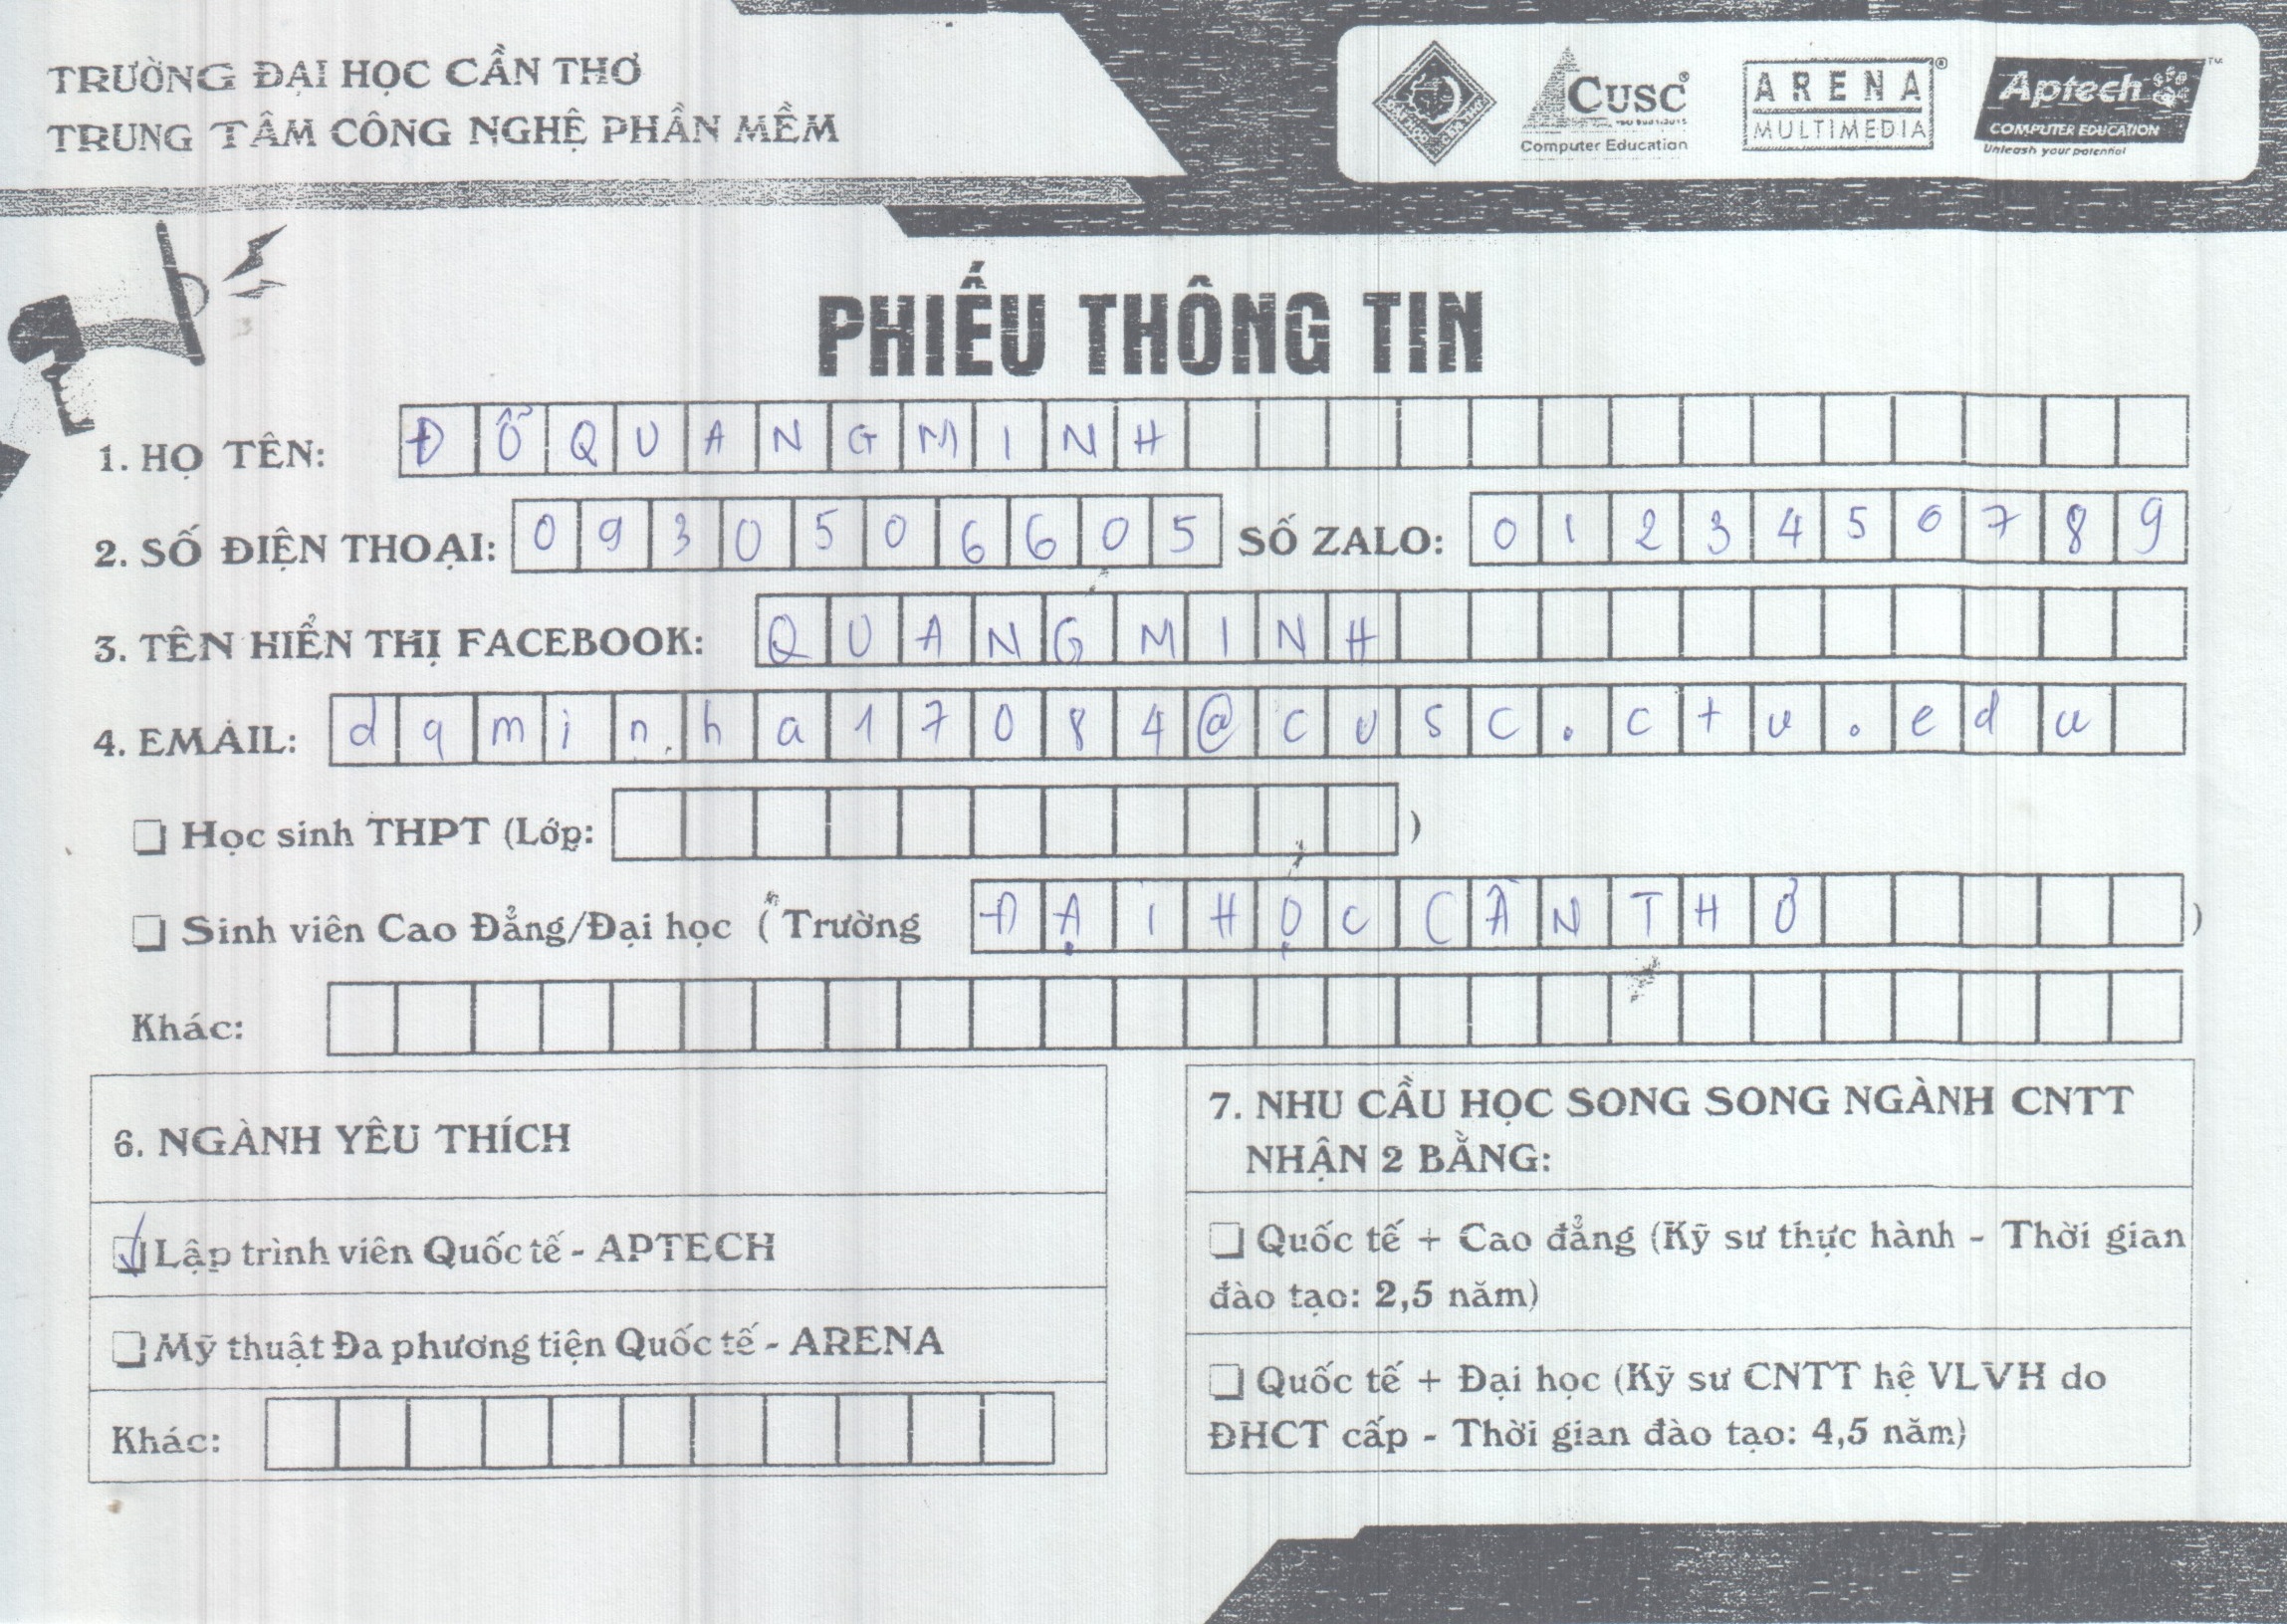 TRƯỜNG ĐẠI HỌC CẦN THƠ
TRUNG TÂM CÔNG NGHỆ PHẦN MỀM
CUSC®
Computer Education
ARENA®
MULTIMEDIA
Aptech™
COMPUTER EDUCATION
Unleash your potential
PHIẾU THÔNG TIN
1. HỌ TÊN: ĐỖ QUANG MINH
2. SỐ ĐIỆN THOẠI: 0930506605 SỐ ZALO: 0123450789
3. TÊN HIỂN THỊ FACEBOOK: QUANG MINH
4. EMAIL: dqminha17084@cusc.ctu.edu
❏ Học sinh THPT (Lớp: )
❏ Sinh viên Cao Đẳng/Đại học (Trường ĐẠI HỌC CẦN THƠ )
Khác:
6. NGÀNH YÊU THÍCH
☑ Lập trình viên Quốc tế - APTECH
❏ Mỹ thuật Đa phương tiện Quốc tế - ARENA
Khác:
7. NHU CẦU HỌC SONG SONG NGÀNH CNTT
NHẬN 2 BẰNG:
❏ Quốc tế + Cao đẳng (Kỹ sư thực hành - Thời gian
đào tạo: 2,5 năm)
❏ Quốc tế + Đại học (Kỹ sư CNTT hệ VLVH do
ĐHCT cấp - Thời gian đào tạo: 4,5 năm)